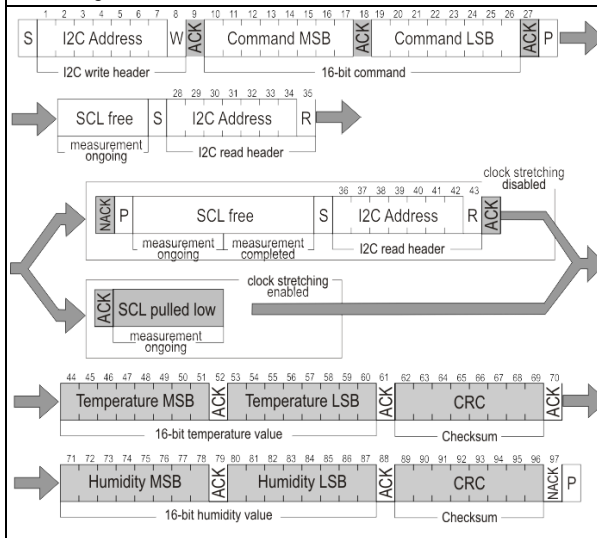 1 2 3 4 5 6 7 8 9 10 11 12 13 14 15 16 17 18 19 20 21 22 23 24 25 26 27
S I2C Address W ACK Command MSB ACK Command LSB ACK P
I2C write header 16-bit command
28 29 30 31 32 33 34 35
SCL free S I2C Address R
measurement
ongoing I2C read header
clock stretching
disabled
36 37 38 39 40 41 42 43
NACK P SCL free S I2C Address R ACK
measurement measurement
ongoing completed I2C read header
clock stretching
enabled
ACK SCL pulled low
measurement
ongoing
44 45 46 47 48 49 50 51 52 53 54 55 56 57 58 59 60 61 62 63 64 65 66 67 68 69 70
Temperature MSB ACK Temperature LSB ACK CRC ACK
16-bit temperature value Checksum
71 72 73 74 75 76 77 78 79 80 81 82 83 84 85 86 87 88 89 90 91 92 93 94 95 96 97
Humidity MSB ACK Humidity LSB ACK CRC NACK P
16-bit humidity value Checksum